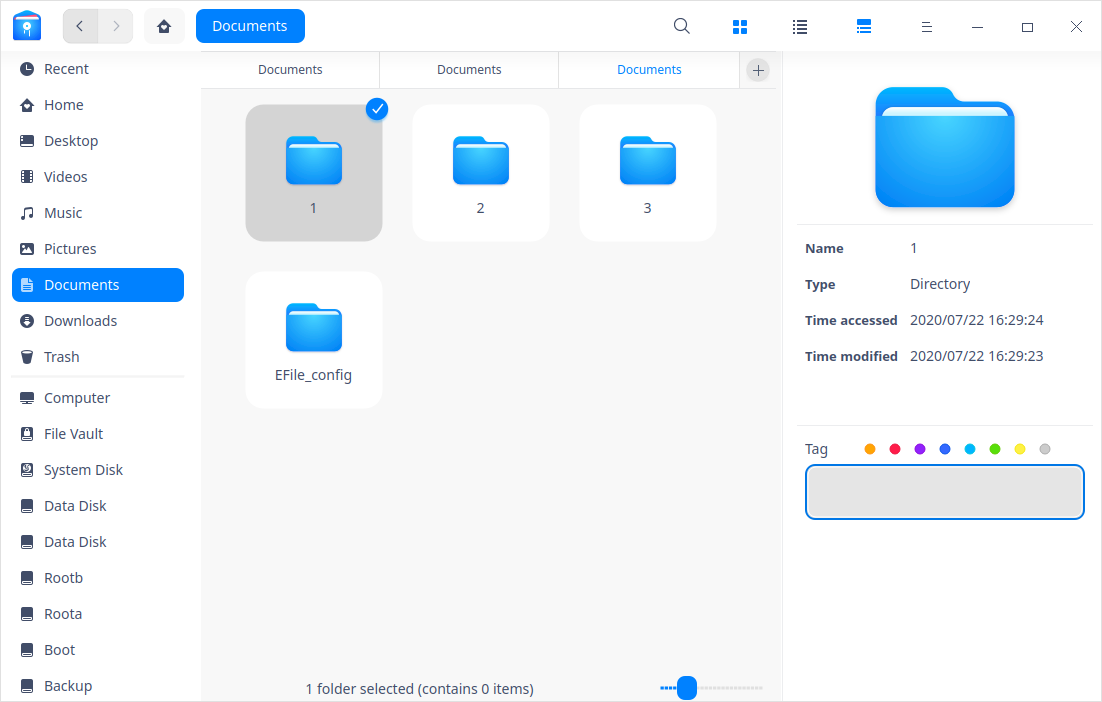 Documents
Recent
Home
Desktop
Videos
Music
Pictures
Documents
Downloads
Trash
Computer
File Vault
System Disk
Data Disk
Data Disk
Rootb
Roota
Boot
Backup
Documents Documents Documents
1 2 3
EFile_config
1 folder selected (contains 0 items)
Name 1
Type Directory
Time accessed 2020/07/22 16:29:24
Time modified 2020/07/22 16:29:23
Tag